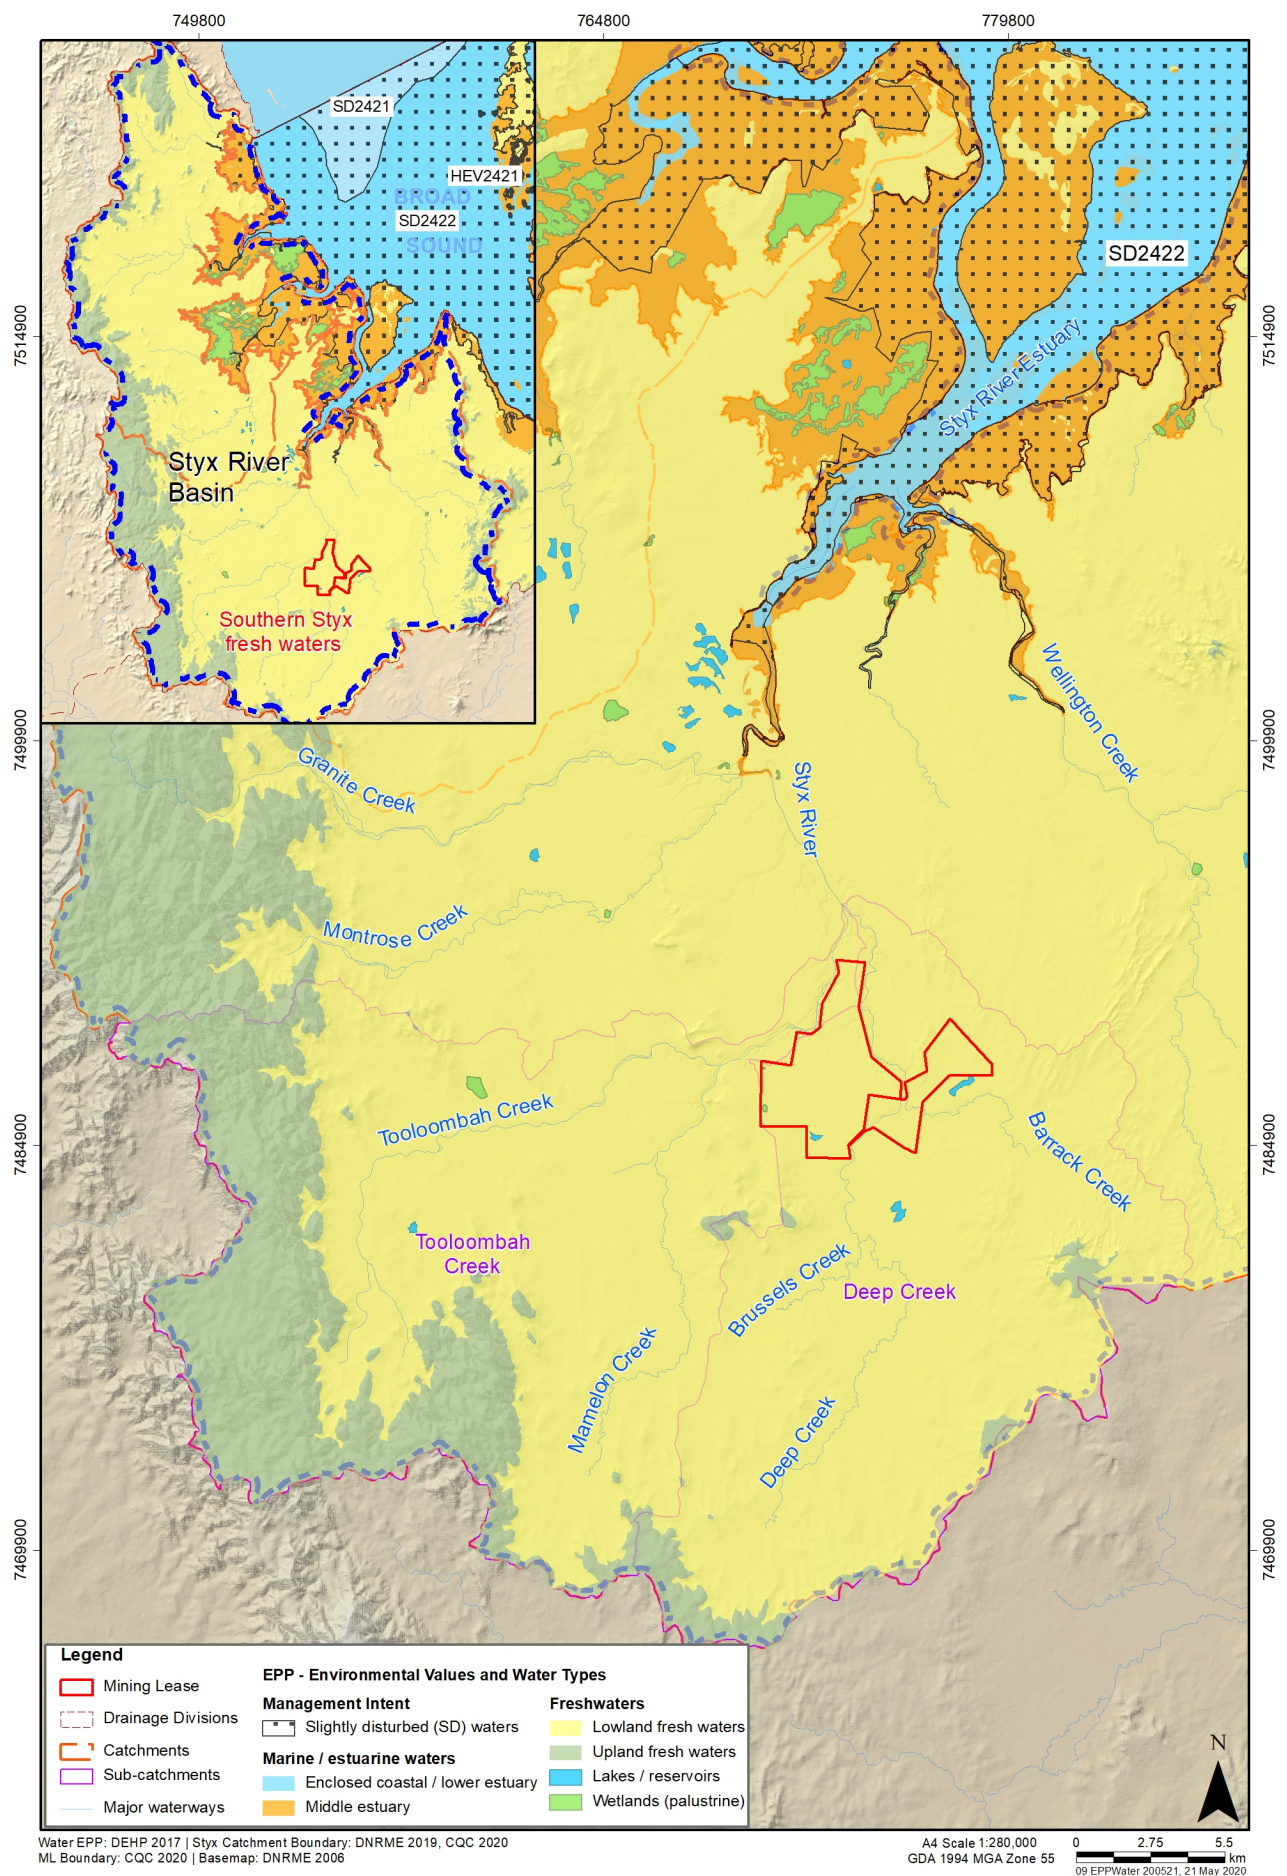 749800
764800
779800
7514900
7499900
7484900
7469900
7514900
7499900
7484900
7469900
SD2421
HEV2421
BROAD
SD2422
SOUND
Styx River
Basin
Southern Styx
fresh waters
SD2422
Styx River Estuary
Wellington Creek
Granite Creek
Styx River
Montrose Creek
Tooloombah Creek
Barrack Creek
Tooloombah
Creek
Brussels Creek
Deep Creek
Mamelon Creek
Deep Creek
Legend
Mining Lease
Drainage Divisions
Catchments
Sub-catchments
Major waterways
EPP - Environmental Values and Water Types
Management Intent
Slightly disturbed (SD) waters
Marine / estuarine waters
Enclosed coastal / lower estuary
Middle estuary
Freshwaters
Lowland fresh waters
Upland fresh waters
Lakes / reservoirs
Wetlands (palustrine)
N
Water EPP: DEHP 2017 | Styx Catchment Boundary: DNRME 2019, CQC 2020
ML Boundary: CQC 2020 | Basemap: DNRME 2006
A4 Scale 1:280,000
GDA 1994 MGA Zone 55
0 2.75 5.5
km
09 EPPWater 200521, 21 May 2020